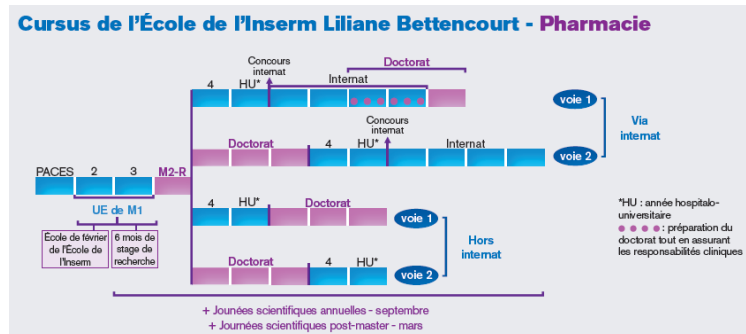 Cursus de l'École de l'Inserm Liliane Bettencourt - Pharmacie
Doctorat
Concours
internat
Internat
4
HU*
voie 1
Via
internat
Concours
internat
Doctorat
4
HU*
Internat
voie 2
PACES
2
3
M2-R
UE de M1
École de février
de l'École de
l'Inserm
6 mois de
stage de
recherche
4
HU*
Doctorat
voie 1
Hors
internat
Doctorat
4
HU*
voie 2
*HU : année hospitalo-
universitaire
: préparation du
doctorat tout en assurant
les responsabilités cliniques
+ Jounées scientifiques annuelles - septembre
+ Journées scientifiques post-master - mars